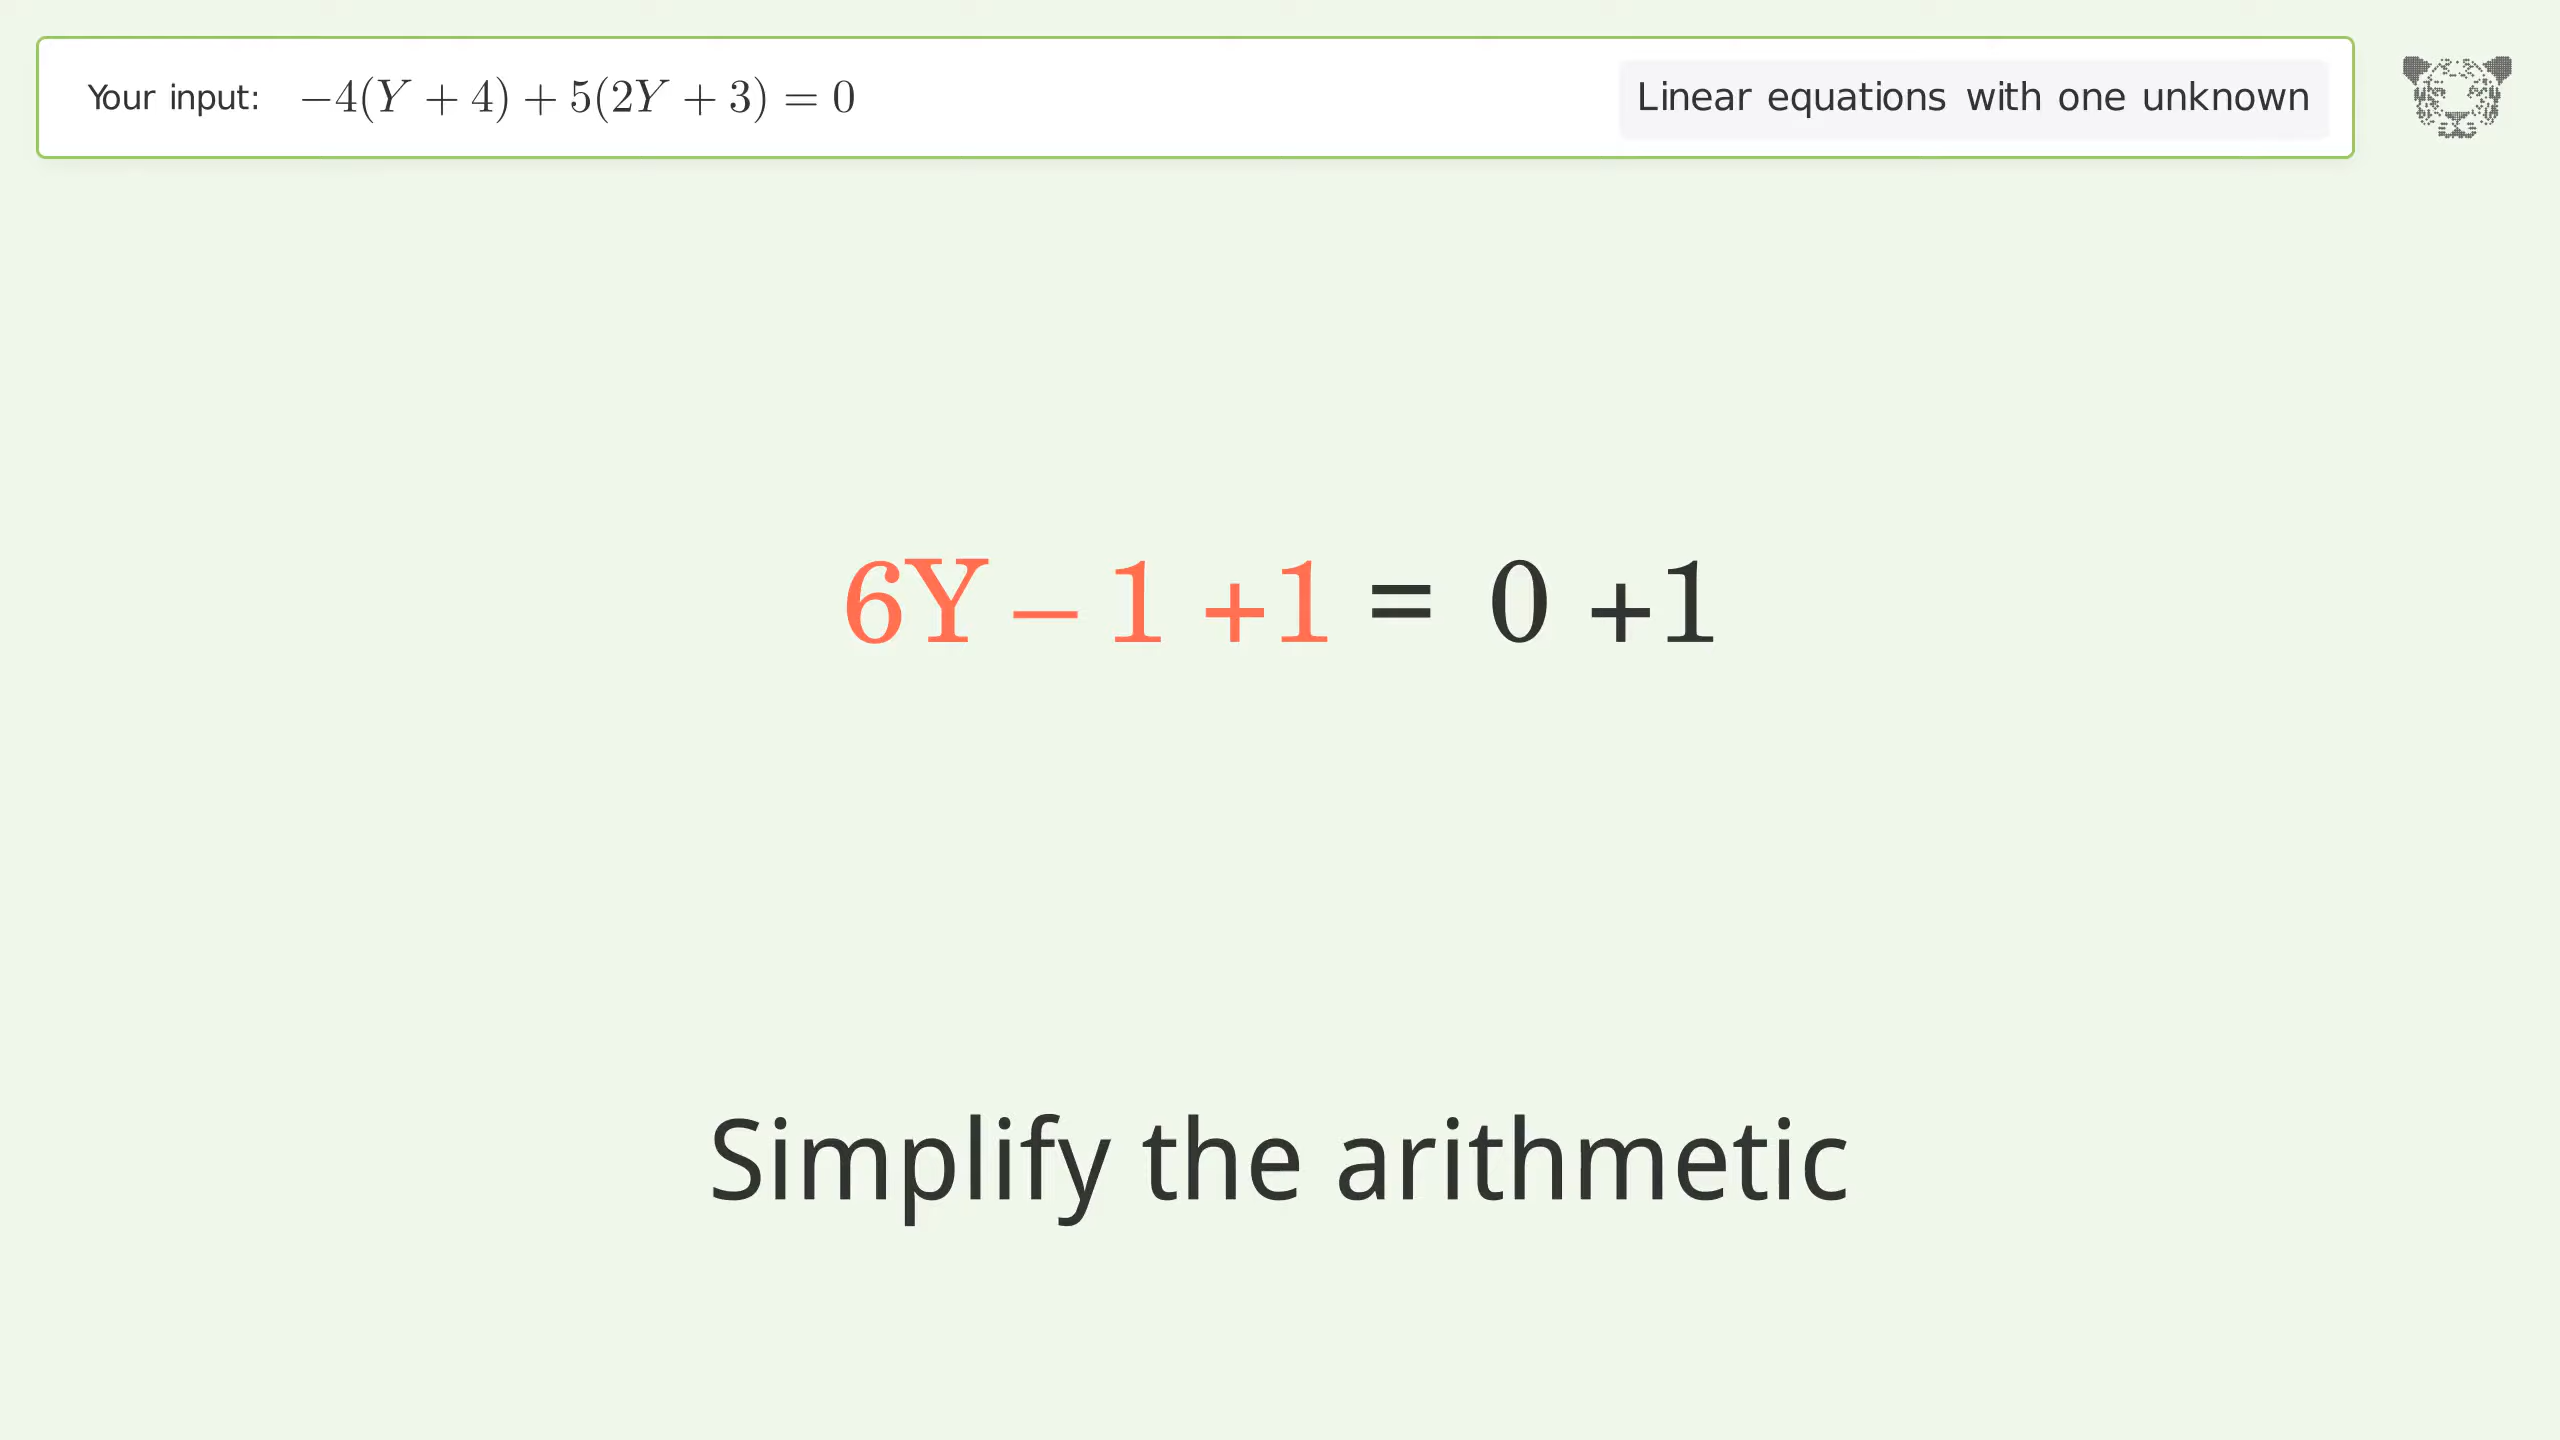 Your input: −4(Y + 4) + 5(2Y + 3) = 0
Linear equations with one unknown
6Y – 1 +1 = 0 +1
Simplify the arithmetic